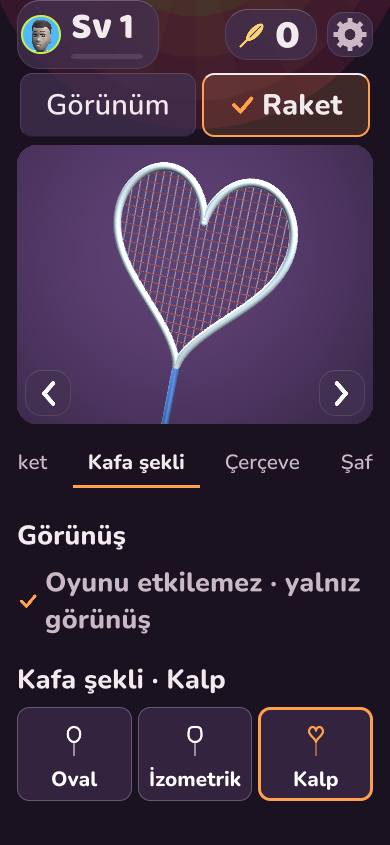 Sv 1
0
Görünüm
Raket
ket
Kafa şekli
Çerçeve
Şaf
Görünüş
Oyunu etkilemez · yalnız
görünüş
Kafa şekli · Kalp
Oval
İzometrik
Kalp